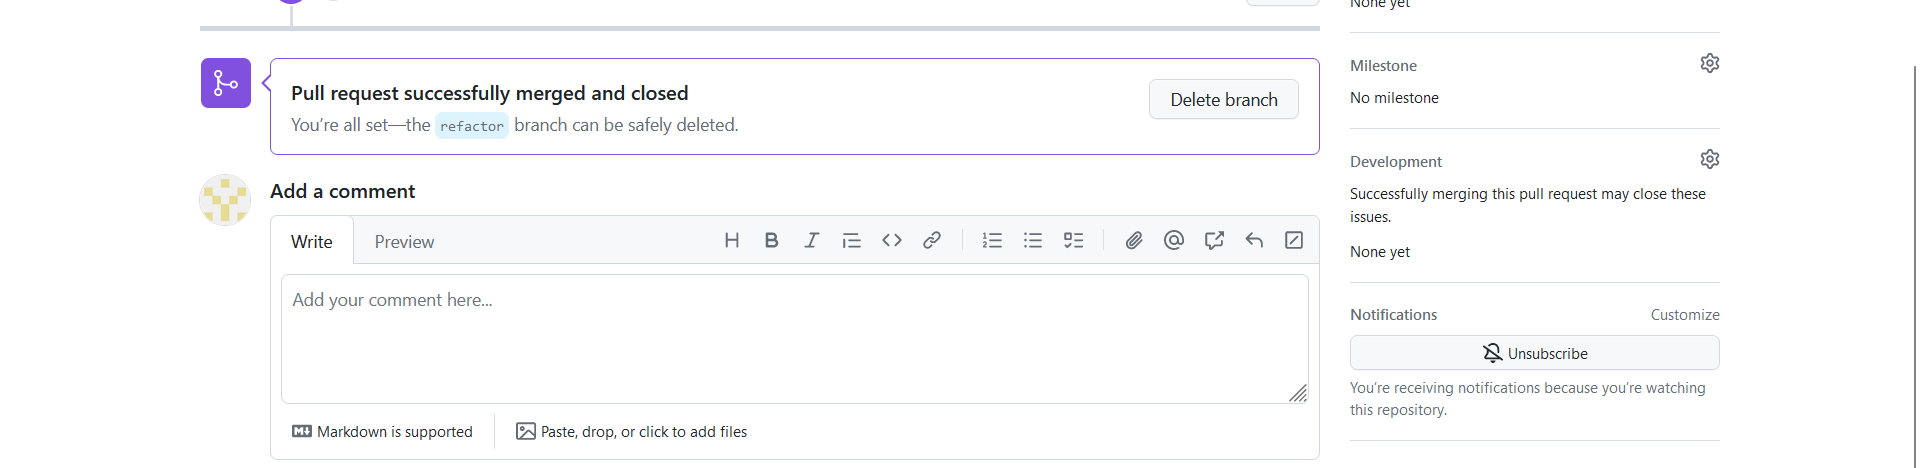 None yet
Pull request successfully merged and closed
You're all set—the refactor branch can be safely deleted.
Delete branch
Add a comment
Write
Preview
Add your comment here...
Markdown is supported
Paste, drop, or click to add files
Milestone
No milestone
Development
Successfully merging this pull request may close these
issues.
None yet
Notifications
Customize
Unsubscribe
You're receiving notifications because you're watching
this repository.